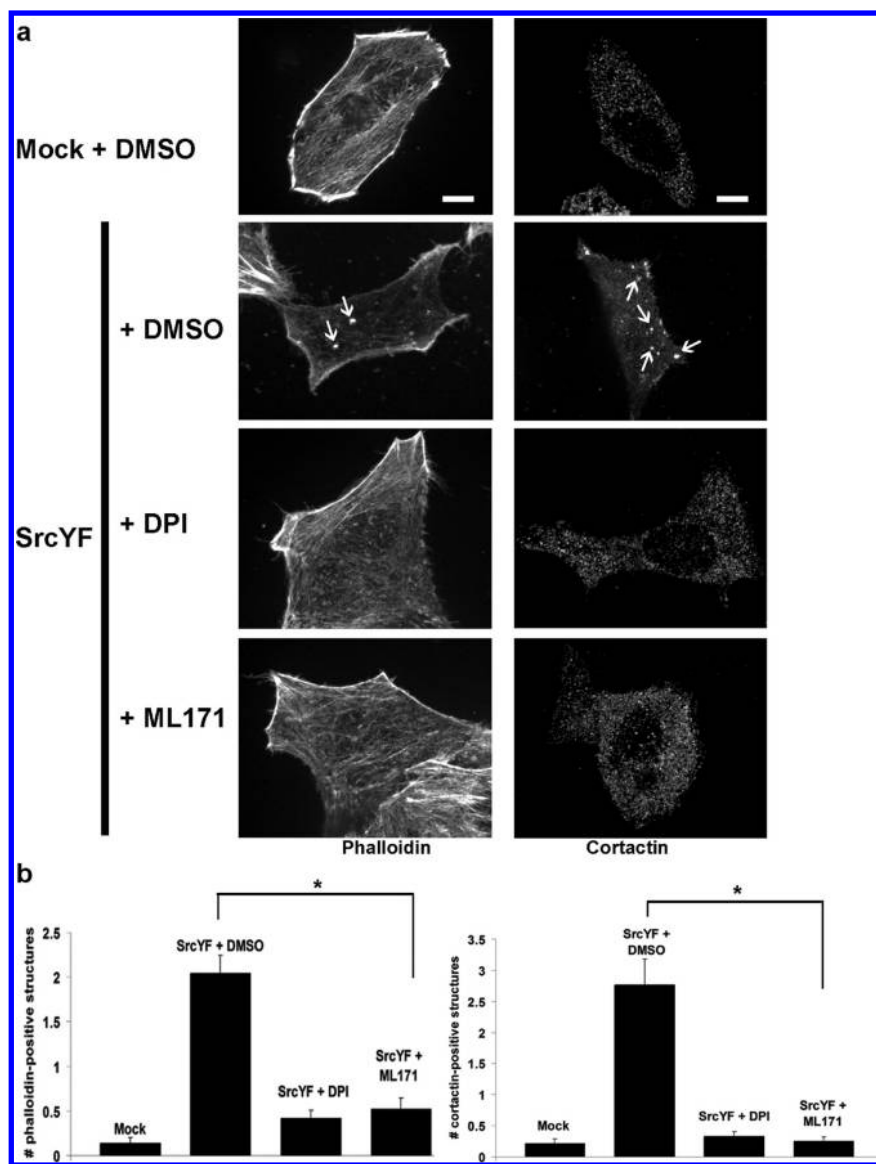 a
Mock + DMSO
SrcYF
+ DMSO
+ DPI
+ ML171
Phalloidin
Cortactin
b
# phalloidin-positive structures
2.5
2
1.5
1
0.5
0
Mock
SrcYF + DMSO
SrcYF + DPI
SrcYF +
ML171
*
# cortactin-positive structures
3.5
3
2.5
2
1.5
1
0.5
0
Mock
SrcYF +
DMSO
SrcYF + DPI
SrcYF +
ML171
*